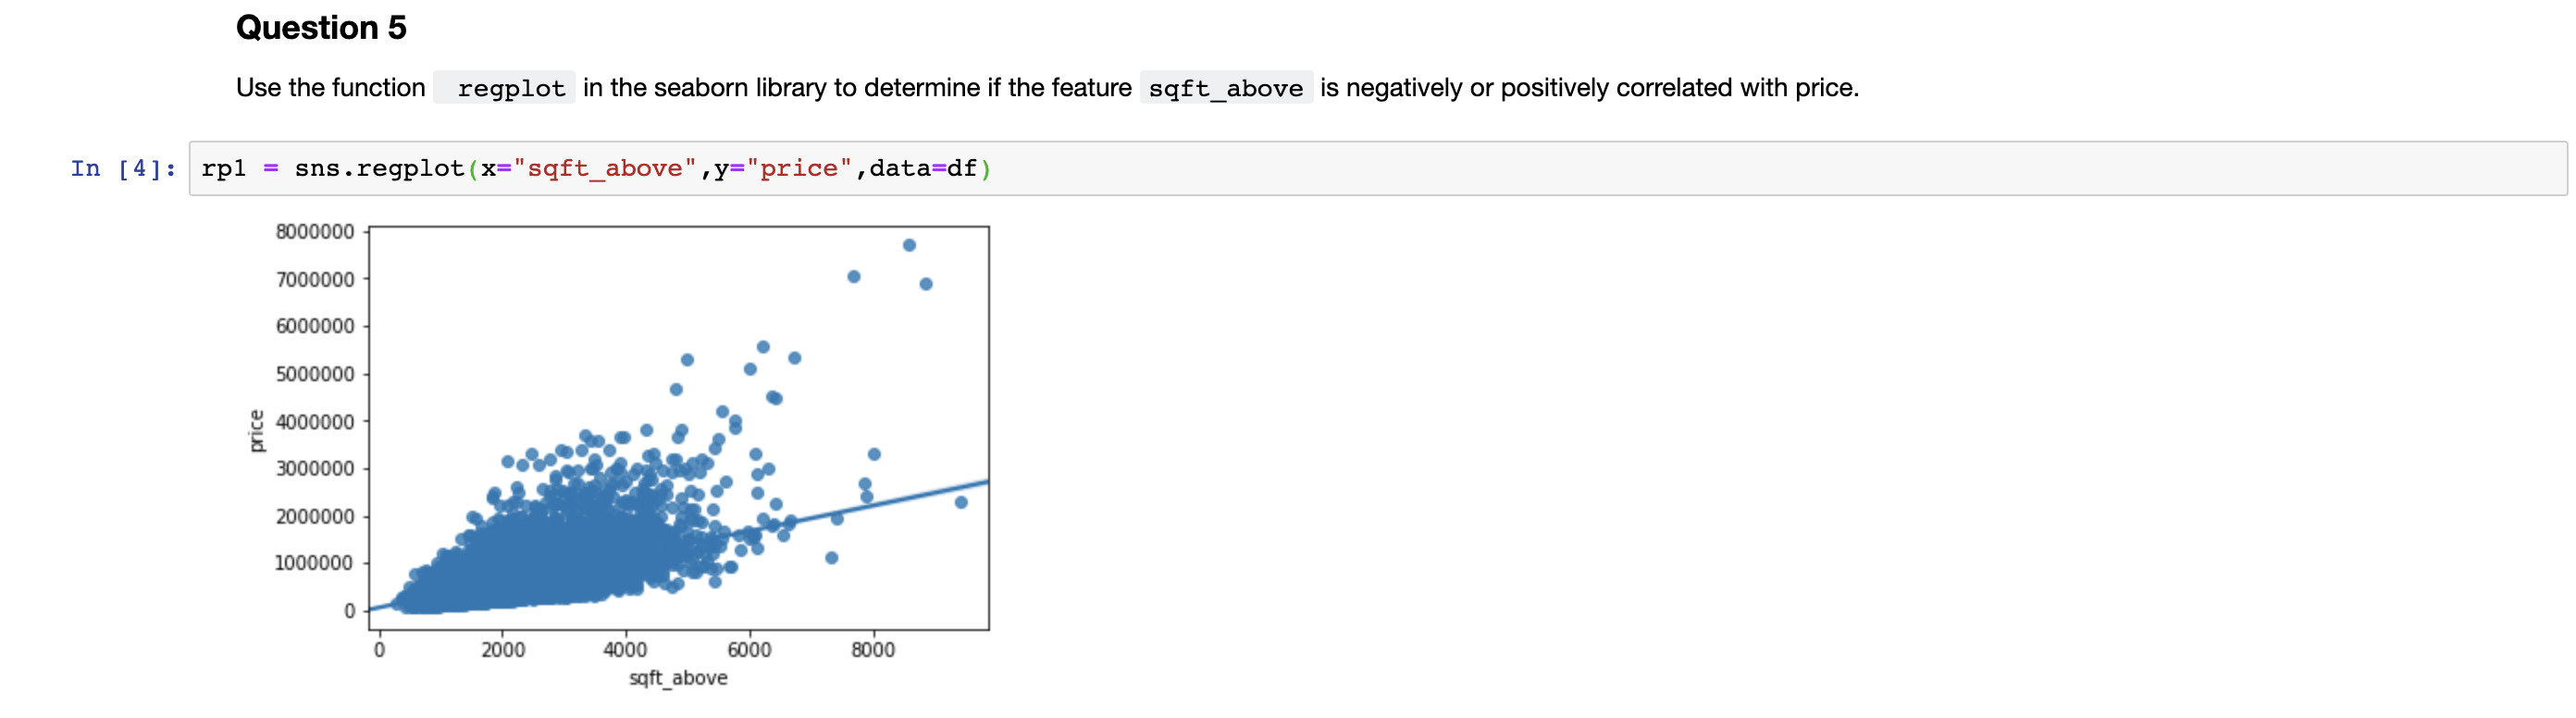 Question 5
Use the function regplot in the seaborn library to determine if the feature sqft_above is negatively or positively correlated with price.
In [4]: rp1 = sns.regplot(x="sqft_above",y="price",data=df)
8000000
7000000
6000000
5000000
4000000
price
3000000
2000000
1000000
0
0 2000 4000 6000 8000
sqft_above